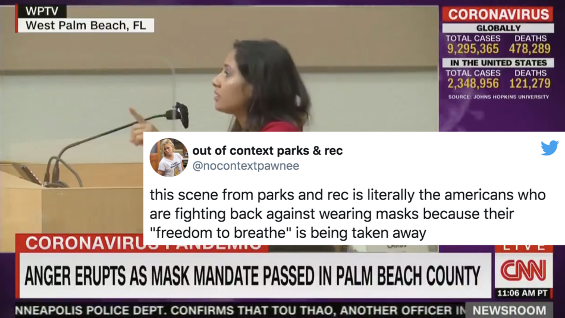 WPTV
West Palm Beach, FL
CORONAVIRUS
GLOBALLY
TOTAL CASES DEATHS
9,295,365 478,289
IN THE UNITED STATES
TOTAL CASES DEATHS
2,348,956 121,279
SOURCE: JOHNS HOPKINS UNIVERSITY
out of context parks & rec
@nocontextpawnee
this scene from parks and rec is literally the americans who
are fighting back against wearing masks because their
"freedom to breathe" is being taken away
CORONAVIRUS PANDEMIC
LIVE
ANGER ERUPTS AS MASK MANDATE PASSED IN PALM BEACH COUNTY
CNN
11:06 AM PT
NNEAPOLIS POLICE DEPT. CONFIRMS THAT TOU THAO, ANOTHER OFFICER IN
NEWSROOM